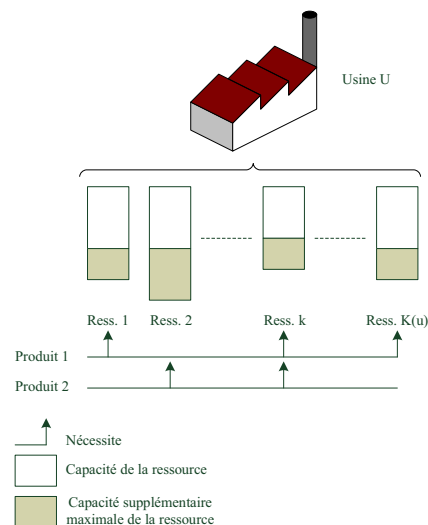 Usine U
Ress. 1 Ress. 2 Ress. k Ress. K(u)
Produit 1
Produit 2
Nécessite
Capacité de la ressource
Capacité supplémentaire
maximale de la ressource